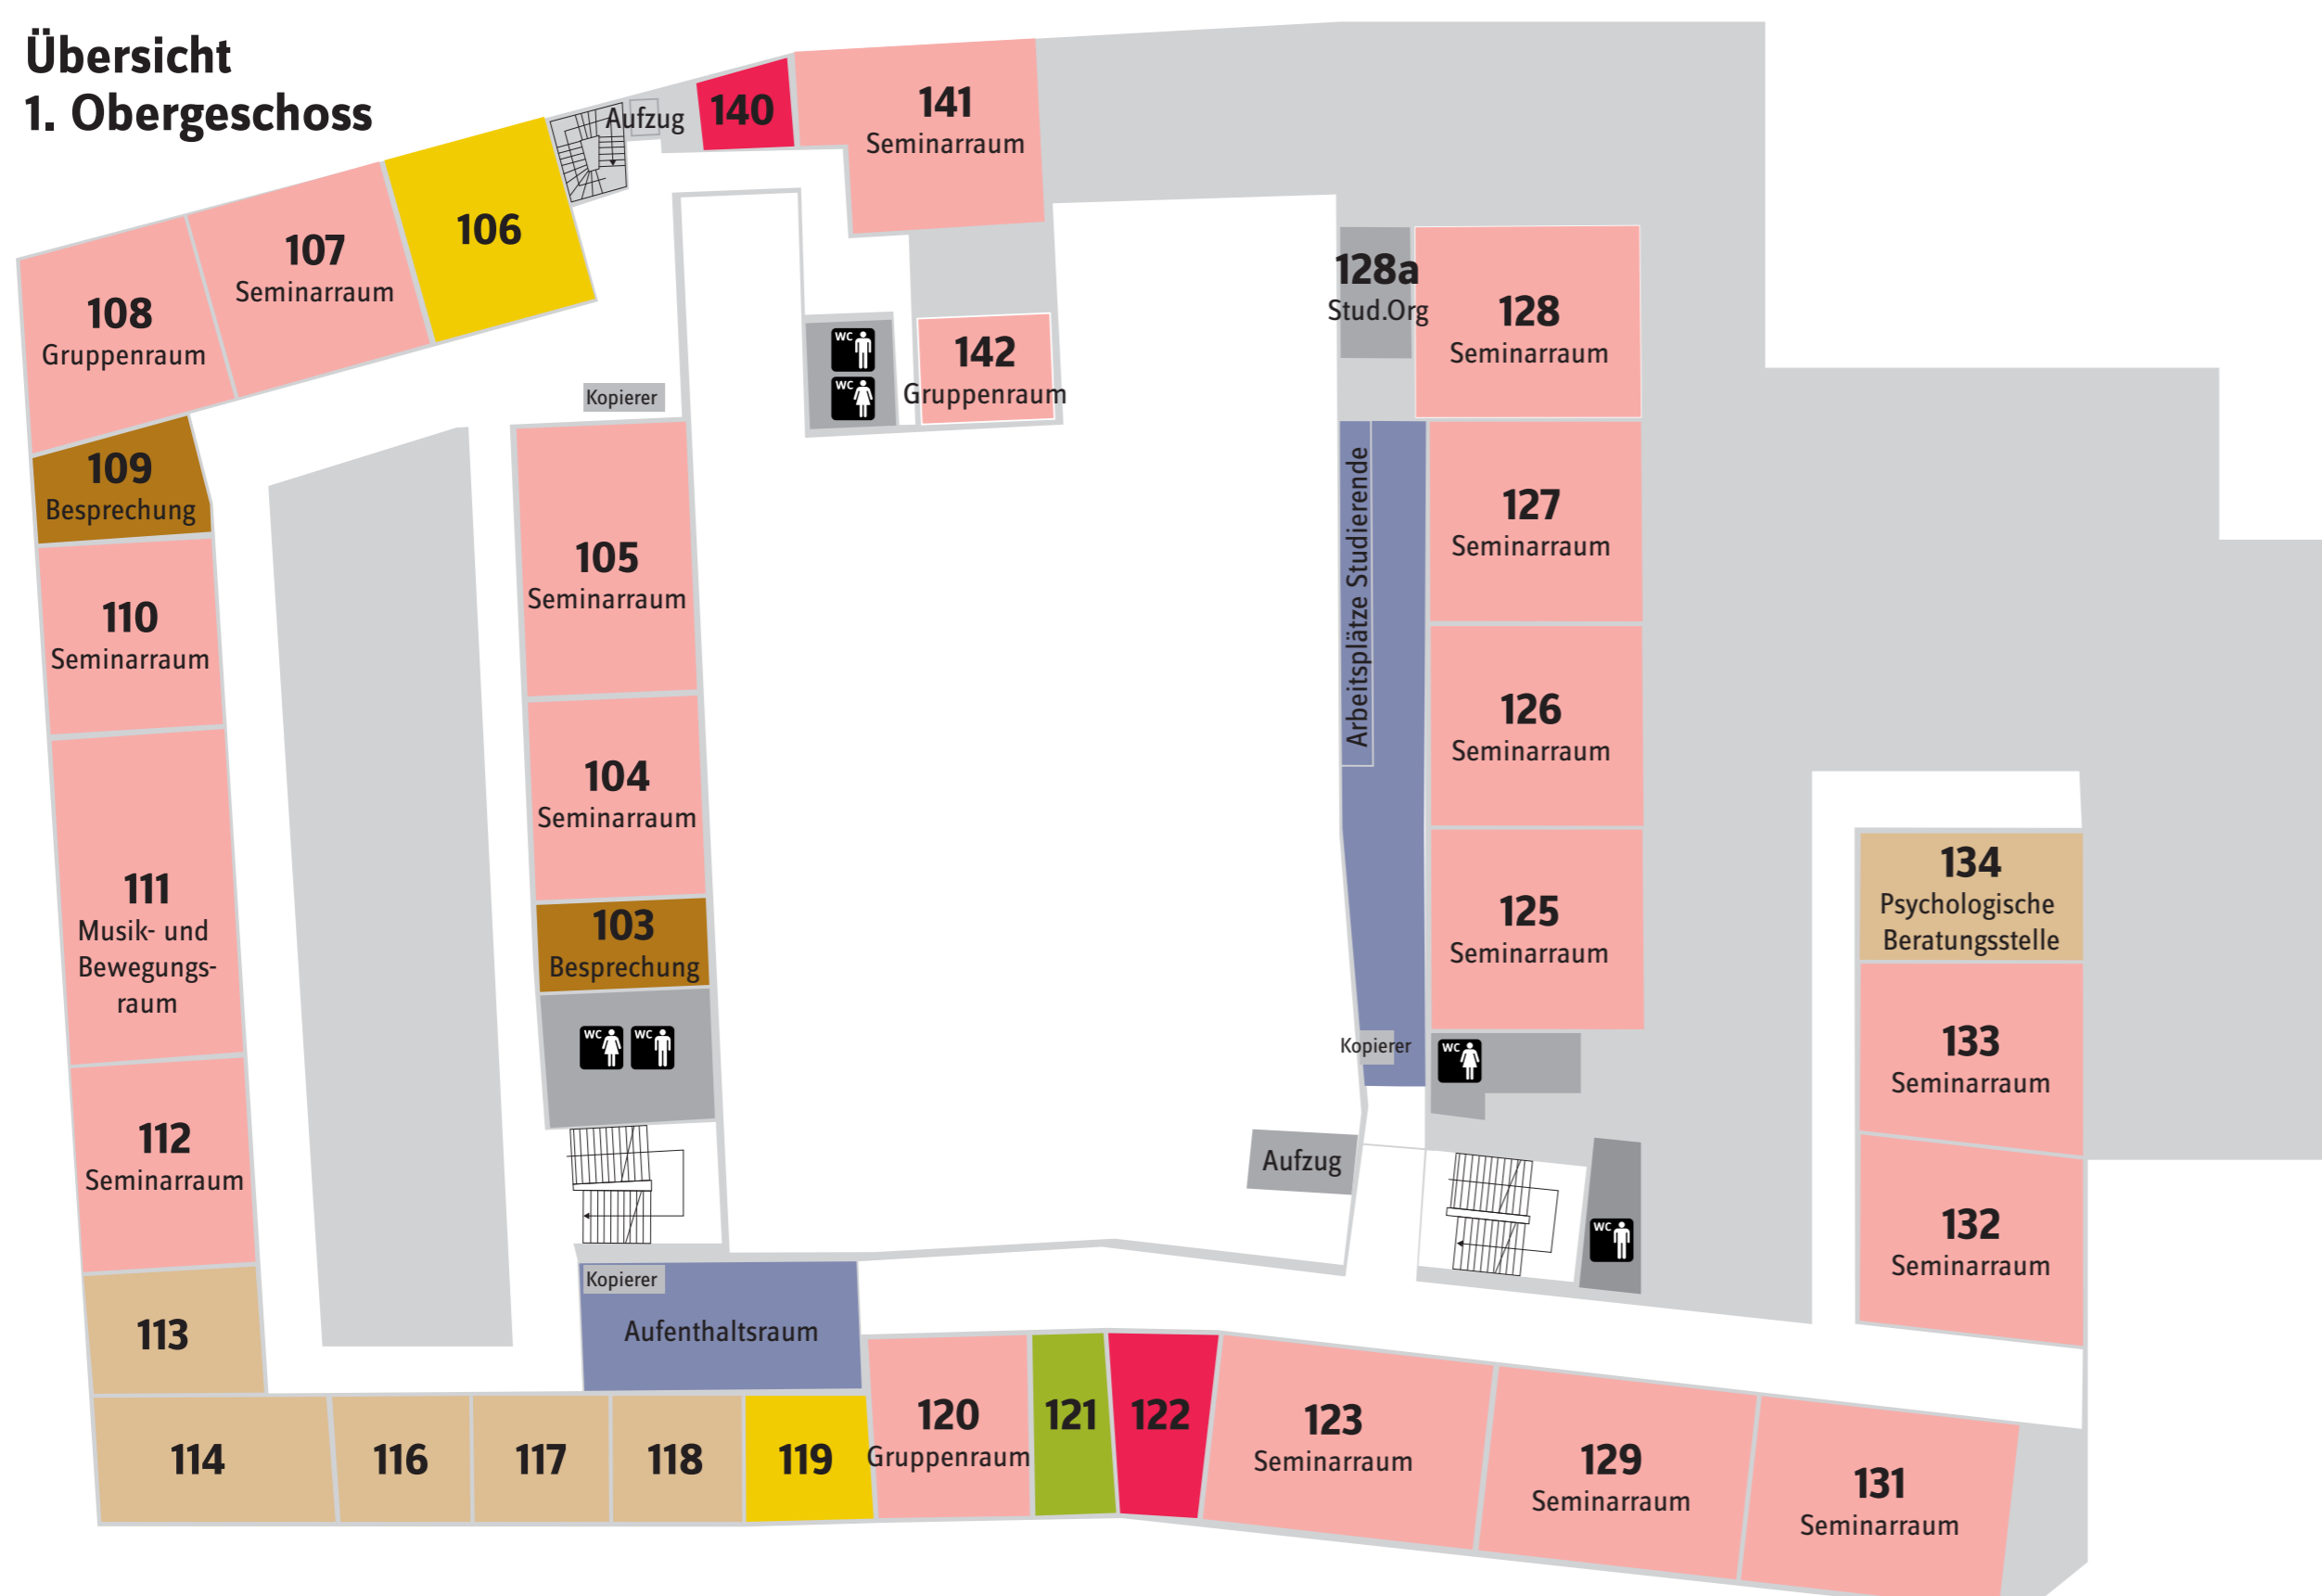 Übersicht
1. Obergeschoss
Aufzug
140
141
Seminarraum
106
107
Seminarraum
108
Gruppenraum
128a
Stud.Org
128
Seminarraum
WC
WC
142
Gruppenraum
Kopierer
109
Besprechung
105
Seminarraum
Arbeitsplätze Studierende
127
Seminarraum
110
Seminarraum
104
Seminarraum
126
Seminarraum
111
Musik- und
Bewegungs-
raum
103
Besprechung
125
Seminarraum
134
Psychologische
Beratungsstelle
WC
WC
Kopierer
WC
133
Seminarraum
112
Seminarraum
Aufzug
WC
132
Seminarraum
Kopierer
Aufenthaltsraum
113
114
116
117
118
119
120
Gruppenraum
121
122
123
Seminarraum
129
Seminarraum
131
Seminarraum